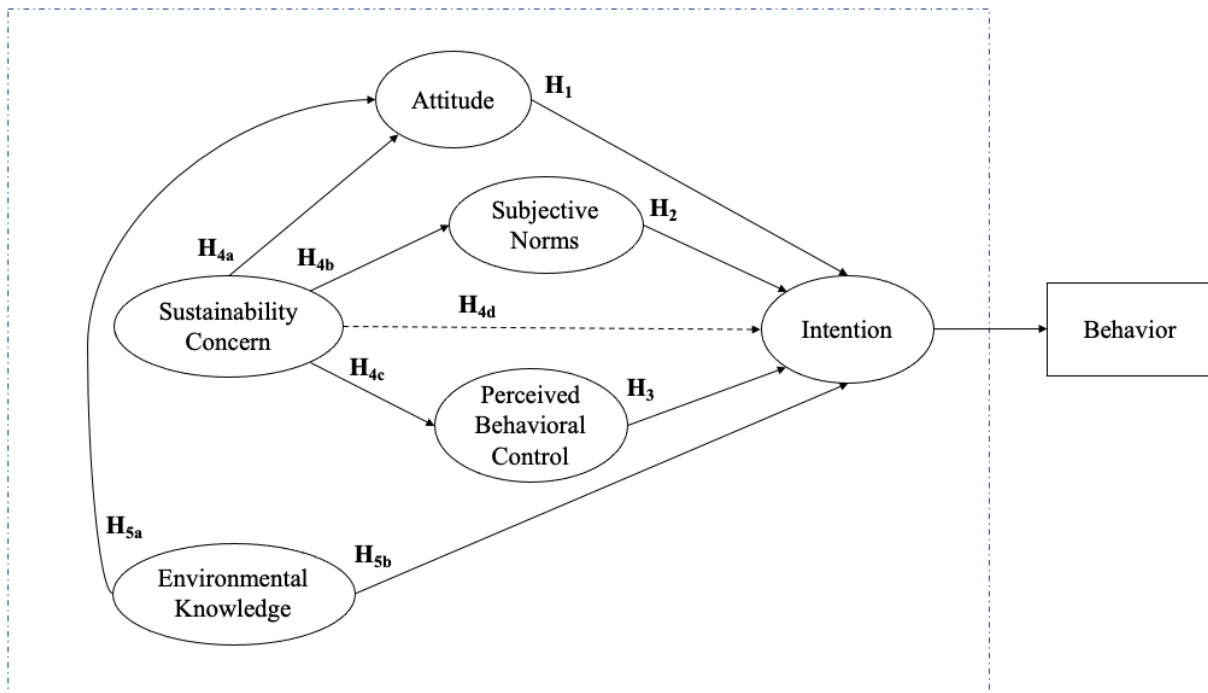 H1
Attitude
Subjective
Norms
H2
H4a
H4b
Sustainability
Concern
H4d
Intention
Behavior
H4c
Perceived
Behavioral
Control
H3
H5a
H5b
Environmental
Knowledge